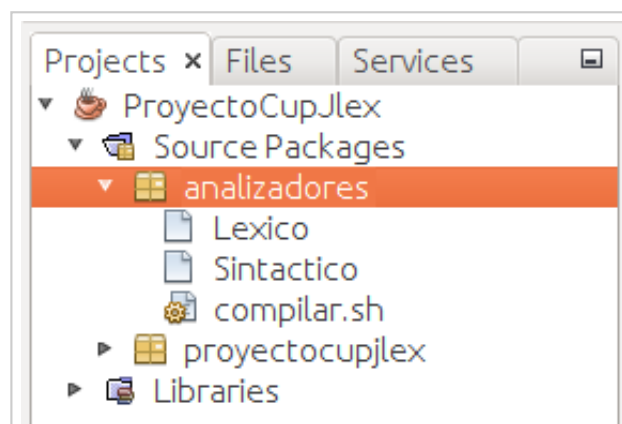 Projects × Files Services
ProyectoCupJlex
Source Packages
analizadores
Lexico
Sintactico
compilar.sh
proyectocupjlex
Libraries